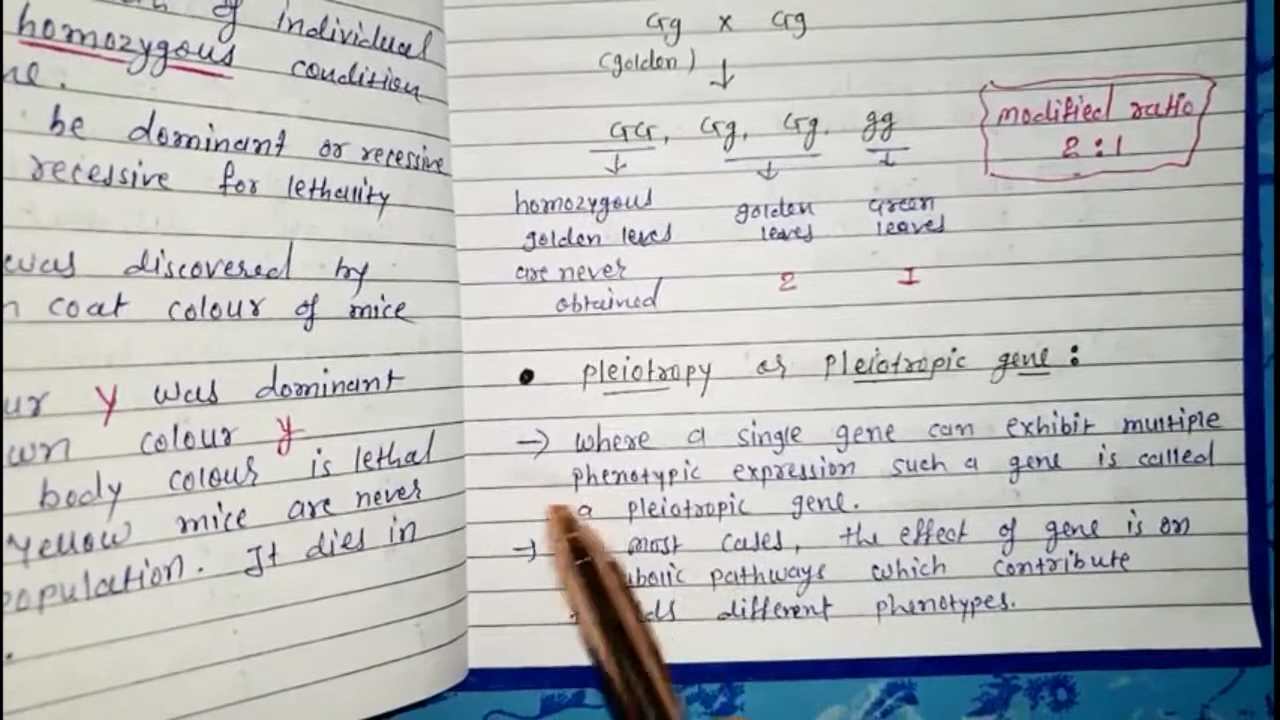 of individual
homozygous condition
be dominant or recessive
recessive for lethality
was discovered by
coat colour of mice
Y was dominant
colour y
body colour is lethal
yellow mice are never
population. It dies in
Gg x Gg
(golden)
GG, Gg, Gg, gg
modified ratio
2:1
homozygous golden green
golden leves leaves leaves
are never 2 1
obtained
• pleiotropy or pleiotropic gene:
→ where a single gene can exhibit multiple
phenotypic expression such a gene is called
a pleiotropic gene.
→ most cases, the effect of gene is on
pathways which contribute
different phenotypes.